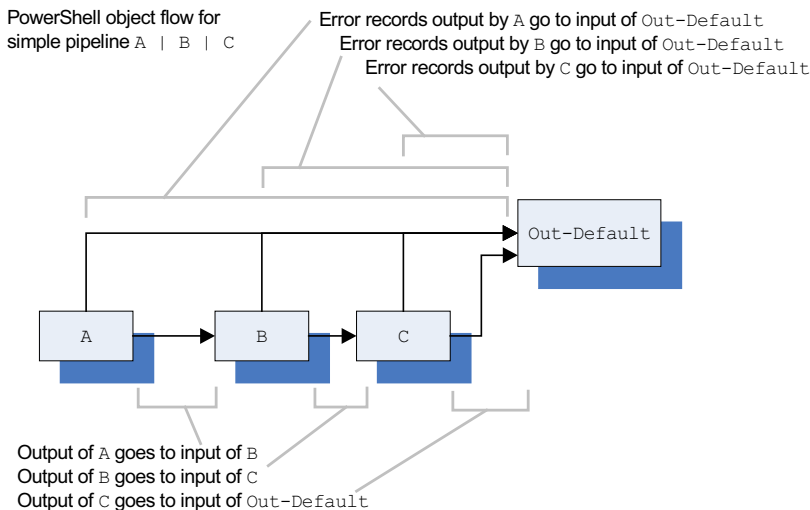 PowerShell object flow for
simple pipeline A | B | C
Error records output by A go to input of Out-Default
Error records output by B go to input of Out-Default
Error records output by C go to input of Out-Default
Out-Default
A
B
C
Output of A goes to input of B
Output of B goes to input of C
Output of C goes to input of Out-Default